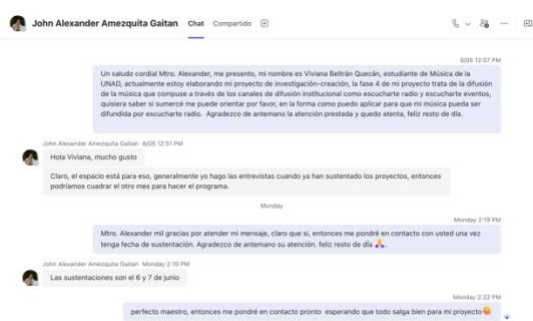 John Alexander Amezquita Gaitan Chat Compartido
8/05 12:07 PM
Un saludo cordial Mtro. Alexander, me presento, mi nombre es Viviana Beltrán Quecán, estudiante de Música de la
UNAD, actualmente estoy elaborando mi proyecto de investigación-creación, la fase 4 de mi proyecto trata de la difusión
de la música que compuse a través de los canales de difusión institucional como escucharte radio y escucharte eventos,
quisiera saber si sumercé me puede orientar por favor, en la forma como puedo aplicar para que mi música pueda ser
difundida por escucharte radio. Agradezco de antemano la atención prestada y quedo atenta, feliz resto de día.
John Alexander Amezquita Gaitan 8/05 12:51 PM
Hola Viviana, mucho gusto
Claro, el espacio está para eso, generalmente yo hago las entrevistas cuando ya han sustentado los proyectos, entonces
podríamos cuadrar el otro mes para hacer el programa.
Monday
Monday 2:19 PM
Mtro. Alexander mil gracias por atender mi mensaje, claro que si, entonces me pondré en contacto con usted una vez
tenga fecha de sustentación. Agradezco de antemano su atención. feliz resto de día 🙏.
John Alexander Amezquita Gaitan Monday 2:19 PM
Las sustentaciones son el 6 y 7 de junio
Monday 2:22 PM
perfecto maestro, entonces me pondré en contacto pronto esperando que todo salga bien para mi proyecto